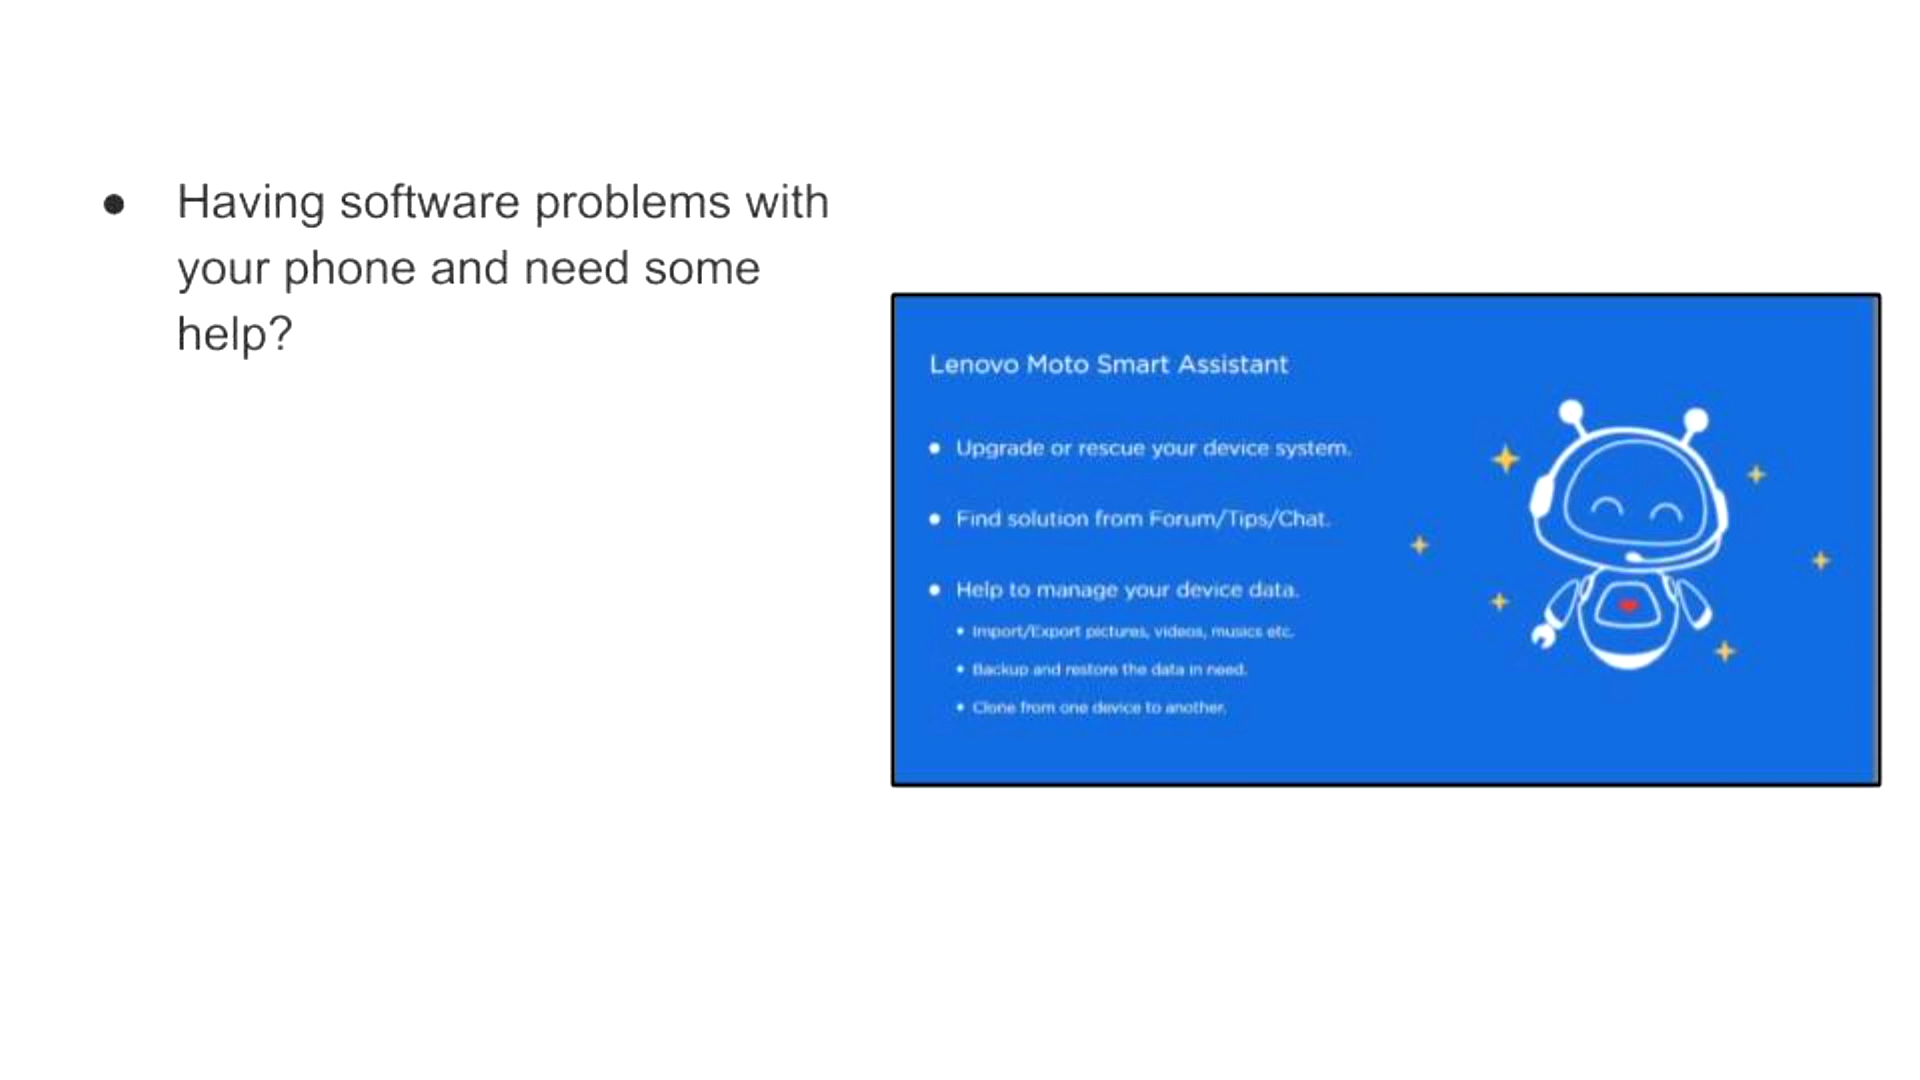 ● Having software problems with
your phone and need some
help?
Lenovo Moto Smart Assistant
● Upgrade or rescue your device system.
● Find solution from Forum/Tips/Chat.
● Help to manage your device data.
• Import/Export pictures, videos, musics etc.
• Backup and restore the data in need.
• Clone from one device to another.